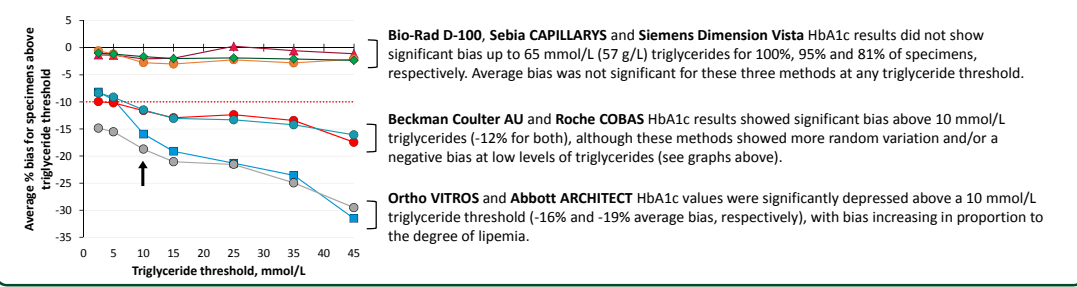 Average % bias for specimens above
triglyceride threshold
5
0
-5
-10
-15
-20
-25
-30
-35
0 5 10 15 20 25 30 35 40 45
Triglyceride threshold, mmol/L
Bio-Rad D-100, Sebia CAPILLARYS and Siemens Dimension Vista HbA1c results did not show
significant bias up to 65 mmol/L (57 g/L) triglycerides for 100%, 95% and 81% of specimens,
respectively. Average bias was not significant for these three methods at any triglyceride threshold.
Beckman Coulter AU and Roche COBAS HbA1c results showed significant bias above 10 mmol/L
triglycerides (-12% for both), although these methods showed more random variation and/or a
negative bias at low levels of triglycerides (see graphs above).
Ortho VITROS and Abbott ARCHITECT HbA1c values were significantly depressed above a 10 mmol/L
triglyceride threshold (-16% and -19% average bias, respectively), with bias increasing in proportion to
the degree of lipemia.